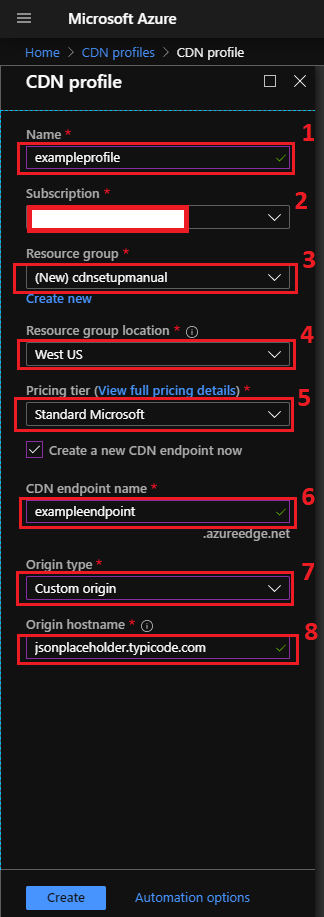 Microsoft Azure
Home > CDN profiles > CDN profile
CDN profile
Name * 1
exampleprofile
Subscription * 2
Resource group * 3
(New) cdnsetupmanual
Create new
Resource group location * 4
West US
Pricing tier (View full pricing details) * 5
Standard Microsoft
Create a new CDN endpoint now
CDN endpoint name * 6
exampleendpoint
.azureedge.net
Origin type * 7
Custom origin
Origin hostname * 8
jsonplaceholder.typicode.com
Create Automation options